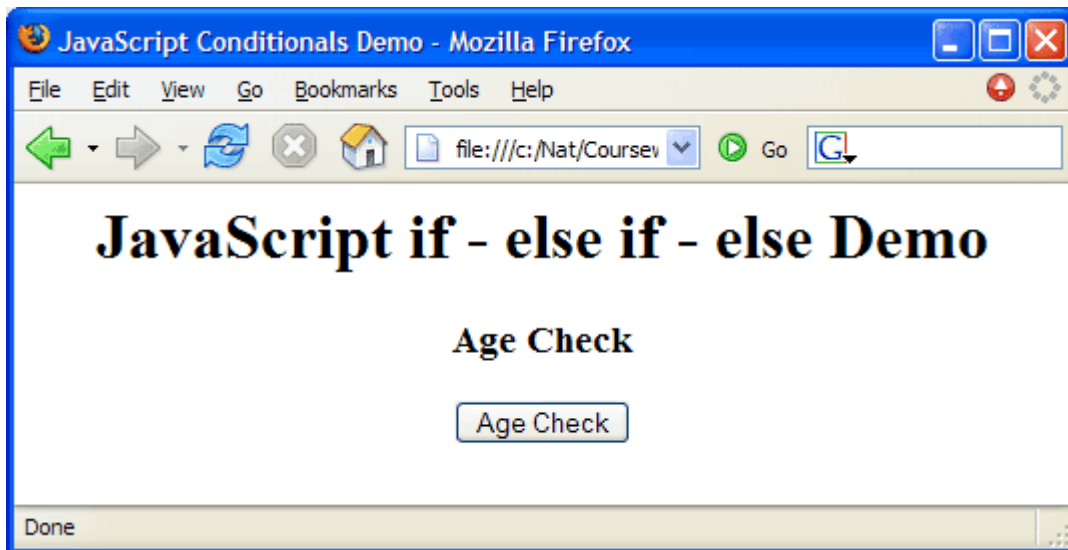 JavaScript Conditionals Demo - Mozilla Firefox
File Edit View Go Bookmarks Tools Help
file:///c:/Nat/Coursew Go G
JavaScript if - else if - else Demo
Age Check
Age Check
Done